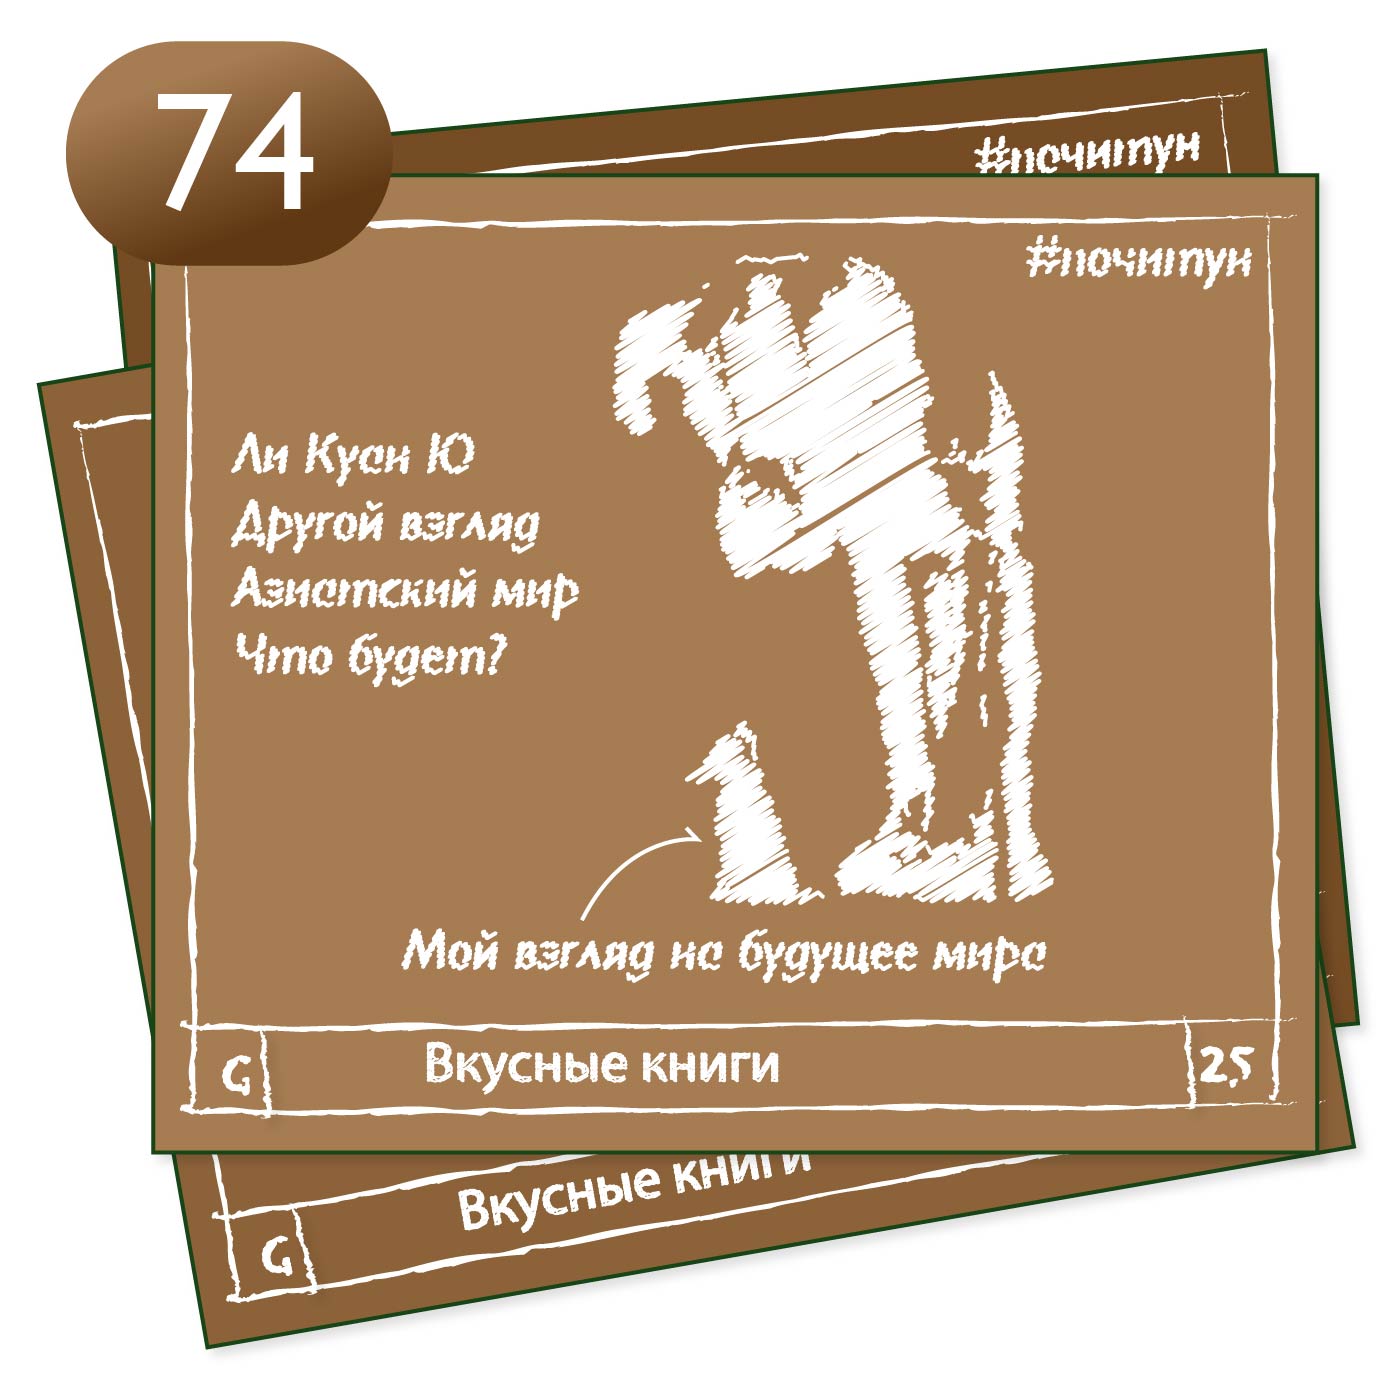 74
#почитун
#почитун
Ли Куан Ю
Другой взгляд
Азиатский мир
Что будет?
Мой взгляд на будущее мира
G Вкусные книги 25
Вкусные книги
G